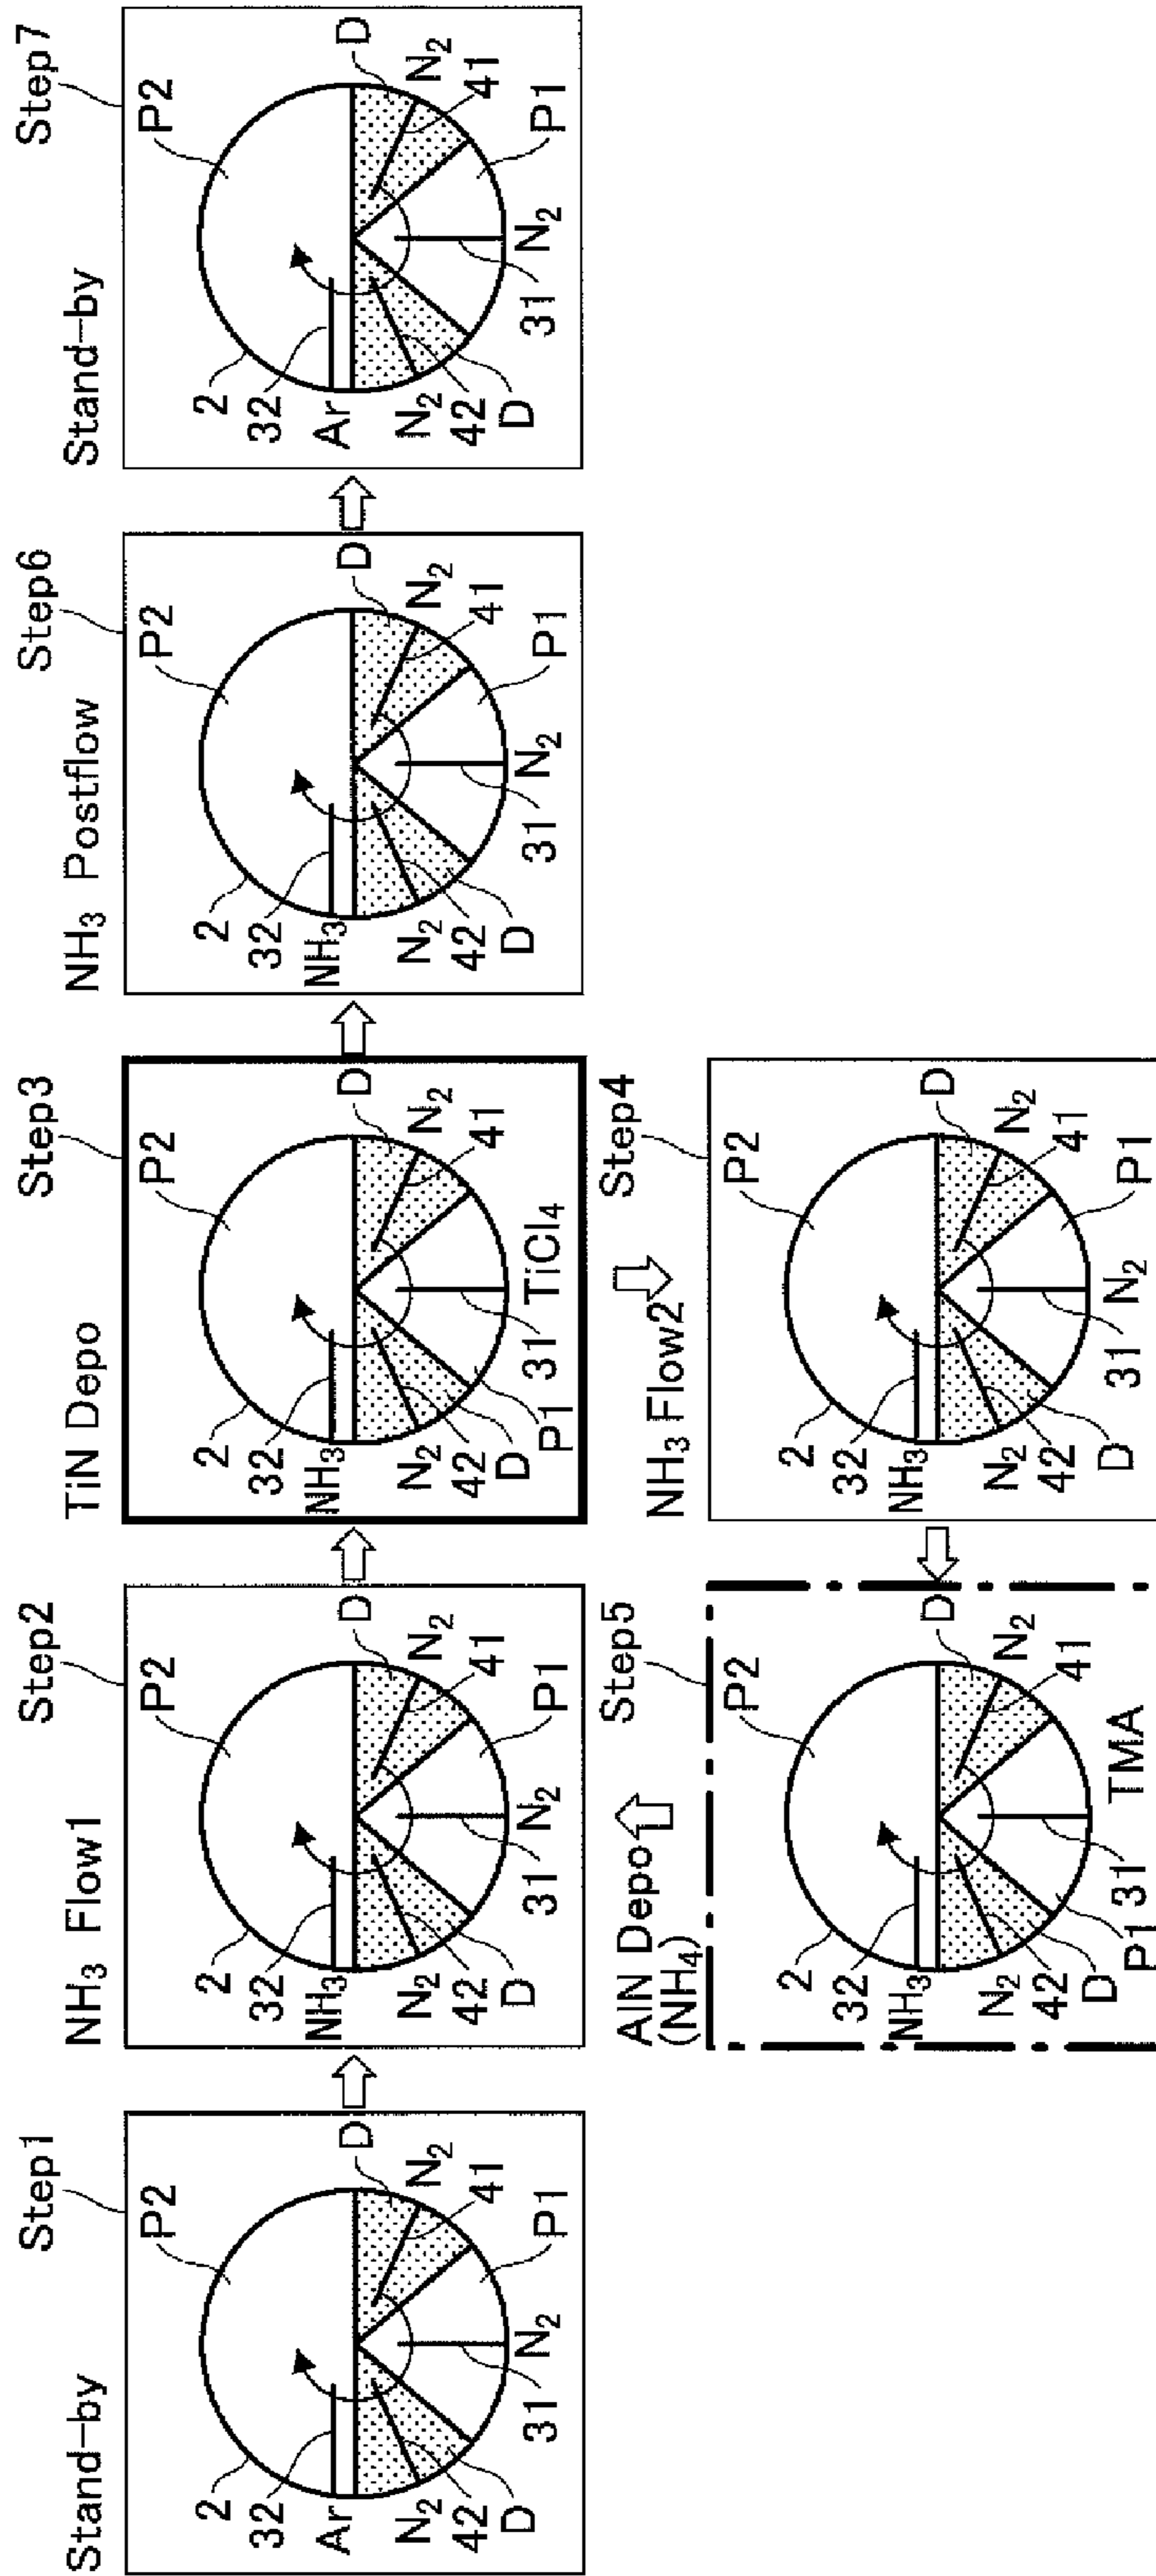 Step1
Stand-by
P2
2
32
Ar
D
N2
41
N2
42
D
31
N2
P1
Step2
NH3 Flow1
P2
2
32
NH3
D
N2
41
N2
42
D
31
N2
P1
Step3
TiN Depo
P2
2
32
NH3
D
N2
41
N2
42
D
P1
31
TiCl4
Step6
NH3 Postflow
P2
2
32
NH3
D
N2
41
N2
42
D
31
N2
P1
Step7
Stand-by
P2
2
32
Ar
D
N2
41
N2
42
D
31
N2
P1
Step5
AlN Depo
(NH4)
P2
2
32
NH3
D
N2
41
N2
42
D
P1
31
TMA
Step4
NH3 Flow2
P2
2
32
NH3
D
N2
41
N2
42
D
31
N2
P1